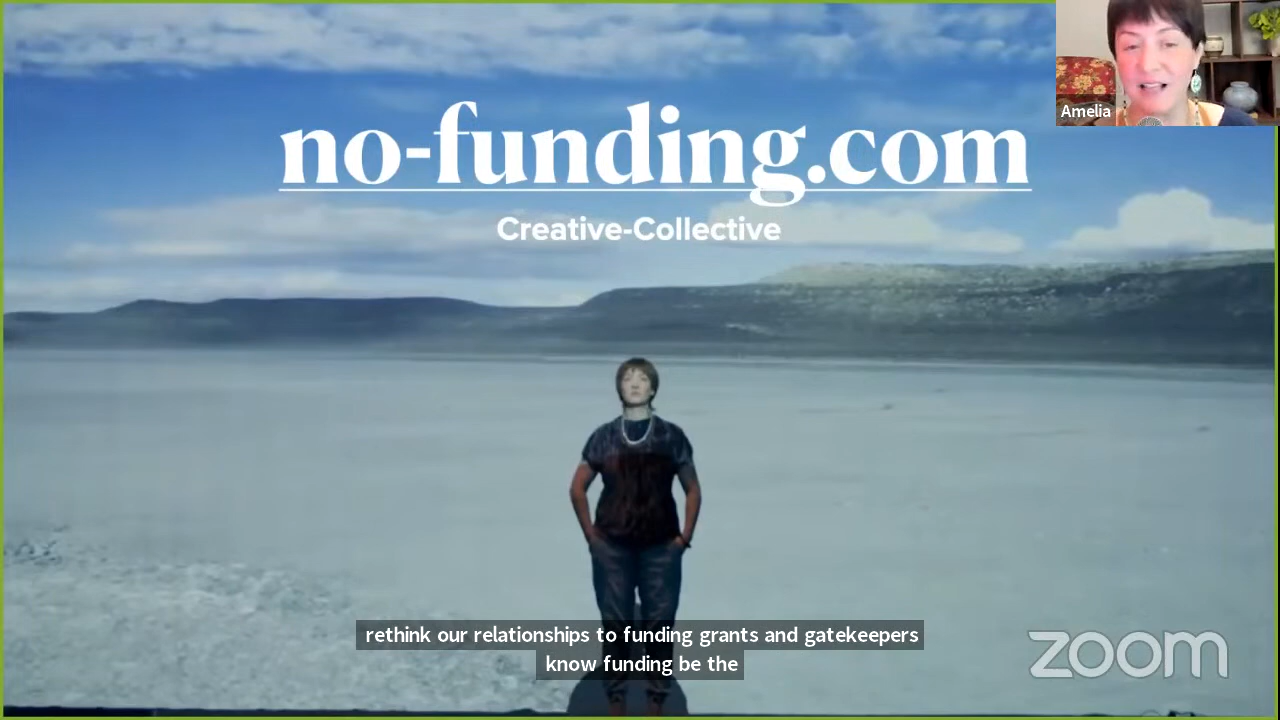 no-funding.com
Amelia
Creative-Collective
rethink our relationships to funding grants and gatekeepers
know funding be the
zoom